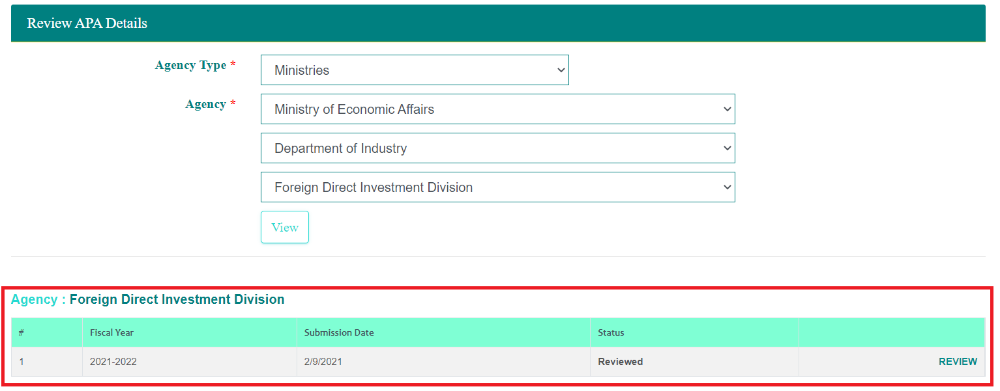 Review APA Details
Agency Type *
Ministries
Agency *
Ministry of Economic Affairs
Department of Industry
Foreign Direct Investment Division
View
Agency : Foreign Direct Investment Division
# Fiscal Year Submission Date Status
1 2021-2022 2/9/2021 Reviewed REVIEW